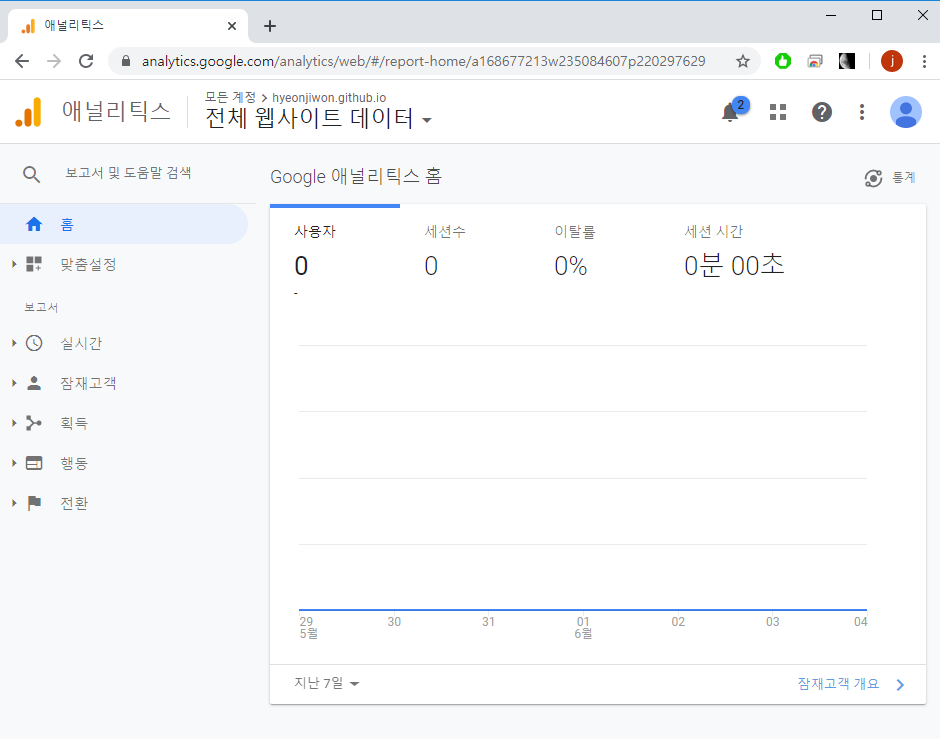 애널리틱스
analytics.google.com/analytics/web/#/report-home/a168677213w235084607p220297629
j
애널리틱스
모든 계정 > hyeonjiwon.github.io
전체 웹사이트 데이터
2
보고서 및 도움말 검색
Google 애널리틱스 홈
통계
홈
맞춤설정
보고서
실시간
잠재고객
획득
행동
전환
사용자 세션수 이탈률 세션 시간
0 0 0% 0분 00초
-
29 30 31 01 02 03 04
5월 6월
지난 7일
잠재고객 개요